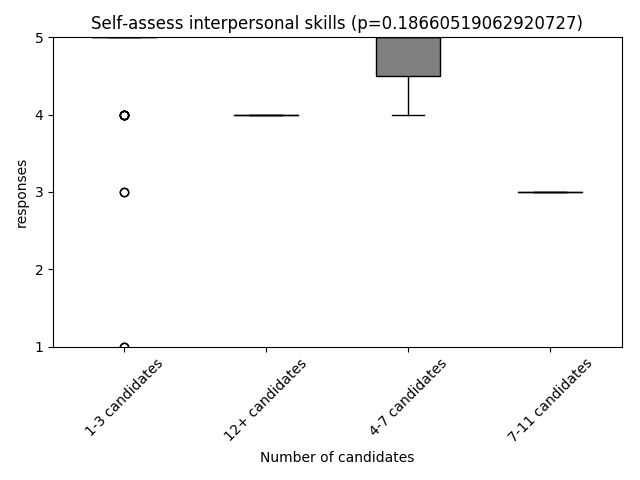 Self-assess interpersonal skills (p=0.18660519062920727)
5
4
3
2
1
responses
1-3 candidates
12+ candidates
4-7 candidates
7-11 candidates
Number of candidates